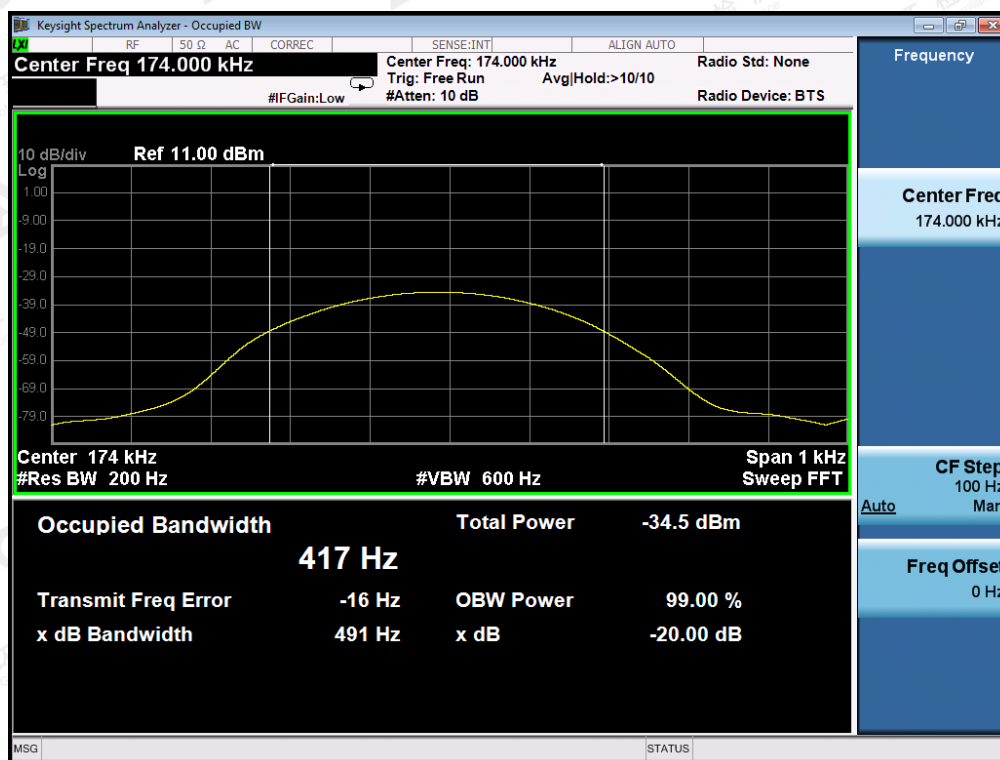 Keysight Spectrum Analyzer - Occupied BW
LXI RF 50 Ω AC CORREC SENSE:INT ALIGN AUTO
Center Freq 174.000 kHz
Center Freq: 174.000 kHz Radio Std: None
Trig: Free Run Avg|Hold:>10/10
#IFGain:Low #Atten: 10 dB Radio Device: BTS
10 dB/div Ref 11.00 dBm
Log
1.00
-9.00
-19.0
-29.0
-39.0
-49.0
-59.0
-69.0
-79.0
Center 174 kHz Span 1 kHz
#Res BW 200 Hz #VBW 600 Hz Sweep FFT
Occupied Bandwidth Total Power -34.5 dBm
417 Hz
Transmit Freq Error -16 Hz OBW Power 99.00 %
x dB Bandwidth 491 Hz x dB -20.00 dB
MSG STATUS
Frequency
Center Freq
174.000 kHz
CF Step
100 Hz
Auto Man
Freq Offset
0 Hz